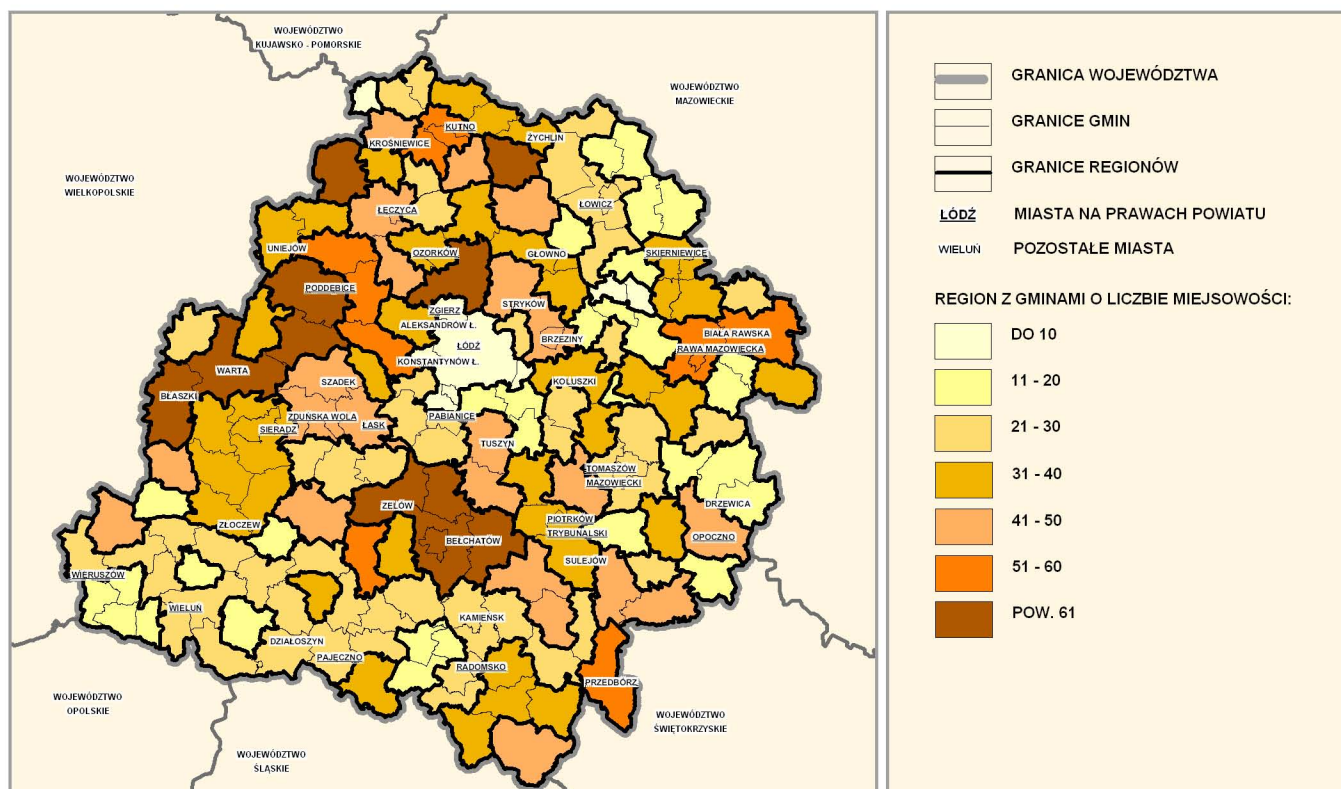 WOJEWÓDZTWO
KUJAWSKO - POMORSKIE
WOJEWÓDZTWO
MAZOWIECKIE
KUTNO
KROŚNIEWICE
ŻYCHLIN
WOJEWÓDZTWO
WIELKOPOLSKIE
ŁĘCZYCA
ŁOWICZ
UNIEJÓW
OZORKÓW
GŁOWNO
SKIERNIEWICE
PODDĘBICE
ZGIERZ
STRYKÓW
ALEKSANDRÓW Ł.
BIAŁA RAWSKA
ŁÓDŹ
BRZEZINY
RAWA MAZOWIECKA
KONSTANTYNÓW Ł.
WARTA
SZADEK
KOLUSZKI
BŁASZKI
ZDUŃSKA WOLA
PABIANICE
SIERADZ
ŁASK
TUSZYN
TOMASZÓW
MAZOWIECKI
ZELÓW
DRZEWICA
PIOTRKÓW
TRYBUNALSKI
ZŁOCZEW
BEŁCHATÓW
OPOCZNO
SULEJÓW
WIERUSZÓW
WIELUŃ
KAMIEŃSK
DZIAŁOSZYN
PAJĘCZNO
RADOMSKO
PRZEDBÓRZ
WOJEWÓDZTWO
OPOLSKIE
WOJEWÓDZTWO
ŚWIĘTOKRZYSKIE
WOJEWÓDZTWO
ŚLĄSKIE
GRANICA WOJEWÓDZTWA
GRANICE GMIN
GRANICE REGIONÓW
ŁÓDŹ MIASTA NA PRAWACH POWIATU
WIELUŃ POZOSTAŁE MIASTA
REGION Z GMINAMI O LICZBIE MIEJSOWOŚCI:
DO 10
11 - 20
21 - 30
31 - 40
41 - 50
51 - 60
POW. 61